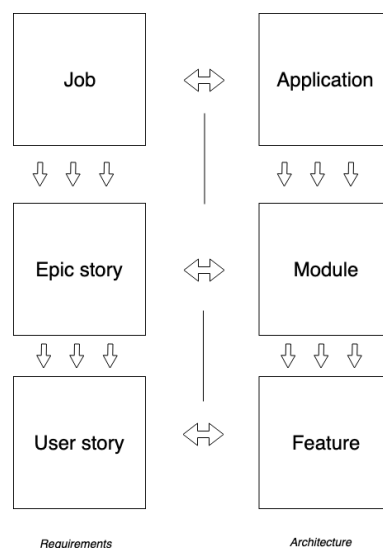 Job
Application
Epic story
Module
User story
Feature
Requirements
Architecture